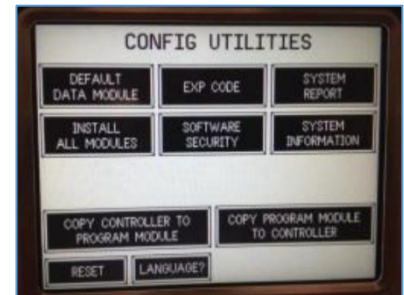 CONFIG UTILITIES
DEFAULT
DATA MODULE
EXP CODE
SYSTEM
REPORT
INSTALL
ALL MODULES
SOFTWARE
SECURITY
SYSTEM
INFORMATION
COPY CONTROLLER TO
PROGRAM MODULE
COPY PROGRAM MODULE
TO CONTROLLER
RESET
LANGUAGE?